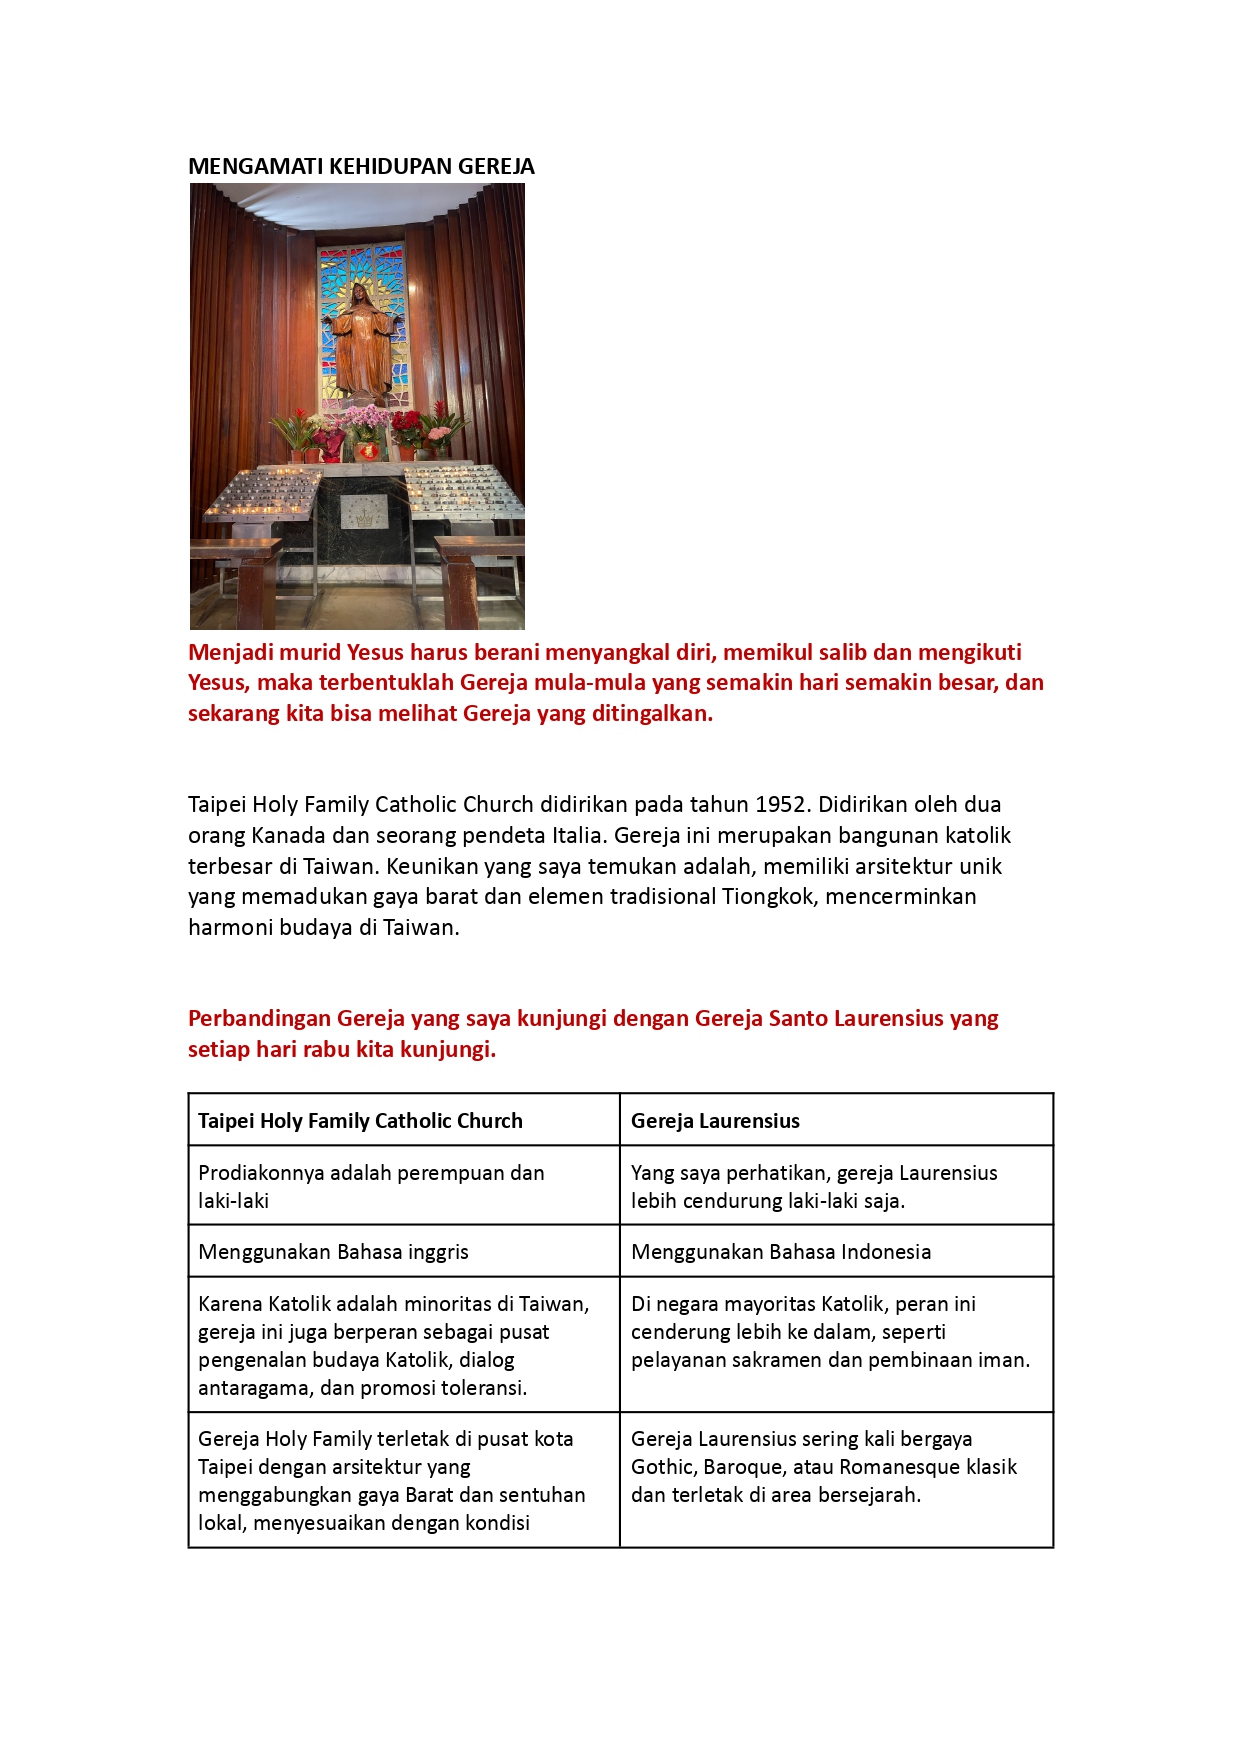 MENGAMATI KEHIDUPAN GEREJA
Menjadi murid Yesus harus berani menyangkal diri, memikul salib dan mengikuti
Yesus, maka terbentuklah Gereja mula-mula yang semakin hari semakin besar, dan
sekarang kita bisa melihat Gereja yang ditingalkan.
Taipei Holy Family Catholic Church didirikan pada tahun 1952. Didirikan oleh dua
orang Kanada dan seorang pendeta Italia. Gereja ini merupakan bangunan katolik
terbesar di Taiwan. Keunikan yang saya temukan adalah, memiliki arsitektur unik
yang memadukan gaya barat dan elemen tradisional Tiongkok, mencerminkan
harmoni budaya di Taiwan.
Perbandingan Gereja yang saya kunjungi dengan Gereja Santo Laurensius yang
setiap hari rabu kita kunjungi.
Taipei Holy Family Catholic Church
Gereja Laurensius
Prodiakonnya adalah perempuan dan
laki-laki
Yang saya perhatikan, gereja Laurensius
lebih cendurung laki-laki saja.
Menggunakan Bahasa inggris
Menggunakan Bahasa Indonesia
Karena Katolik adalah minoritas di Taiwan,
gereja ini juga berperan sebagai pusat
pengenalan budaya Katolik, dialog
antaragama, dan promosi toleransi.
Di negara mayoritas Katolik, peran ini
cenderung lebih ke dalam, seperti
pelayanan sakramen dan pembinaan iman.
Gereja Holy Family terletak di pusat kota
Taipei dengan arsitektur yang
menggabungkan gaya Barat dan sentuhan
lokal, menyesuaikan dengan kondisi
Gereja Laurensius sering kali bergaya
Gothic, Baroque, atau Romanesque klasik
dan terletak di area bersejarah.